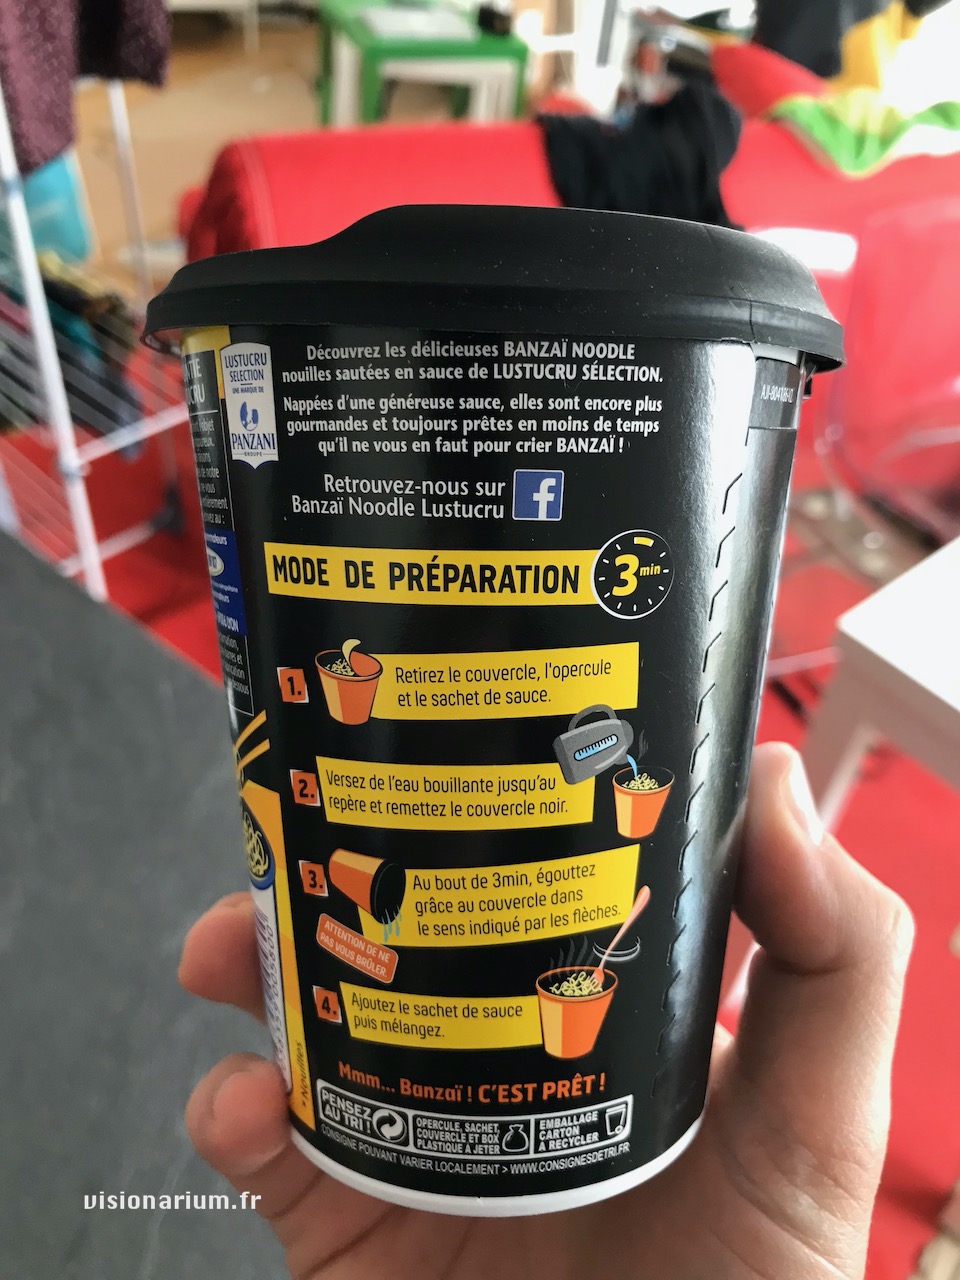 Découvrez les délicieuses BANZAÏ NOODLE
nouilles sautées en sauce de LUSTUCRU SÉLECTION.
Nappées d'une généreuse sauce, elles sont encore plus
gourmandes et toujours prêtes en moins de temps
qu'il ne vous en faut pour crier BANZAÏ !
LUSTUCRU
SÉLECTION
UNE MARQUE DE
PANZANI
GROUPE
Retrouvez-nous sur
Banzaï Noodle Lustucru
f
MODE DE PRÉPARATION
3 min
1.
Retirez le couvercle, l'opercule
et le sachet de sauce.
2.
Versez de l'eau bouillante jusqu'au
repère et remettez le couvercle noir.
3.
Au bout de 3min, égouttez
grâce au couvercle dans
le sens indiqué par les flèches.
ATTENTION DE NE
PAS VOUS BRÛLER.
4.
Ajoutez le sachet de sauce
puis mélangez.
Mmm... Banzaï ! C'EST PRÊT !
PENSEZ
AU TRI !
OPERCULE, SACHET,
COUVERCLE ET BOX
PLASTIQUE À JETER
EMBALLAGE
CARTON
À RECYCLER
CONSIGNE POUVANT VARIER LOCALEMENT > WWW.CONSIGNESDETRI.FR
* Nouilles
visionarium.fr